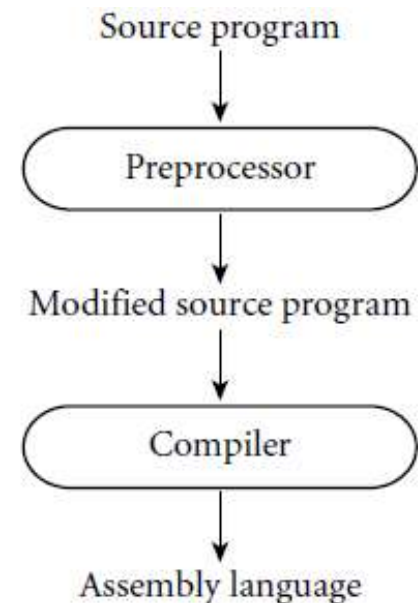 Source program
Preprocessor
Modified source program
Compiler
Assembly language